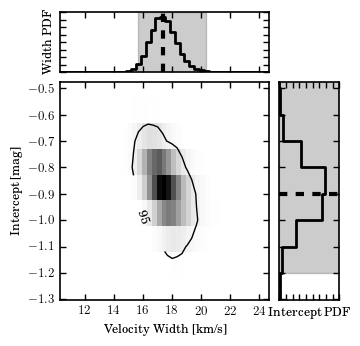 Width PDF
−0.5
−0.6
−0.7
−0.8
−0.9
−1.0
−1.1
−1.2
−1.3
Intercept [mag]
95
12 14 16 18 20 22 24
Velocity Width [km/s]
Intercept PDF